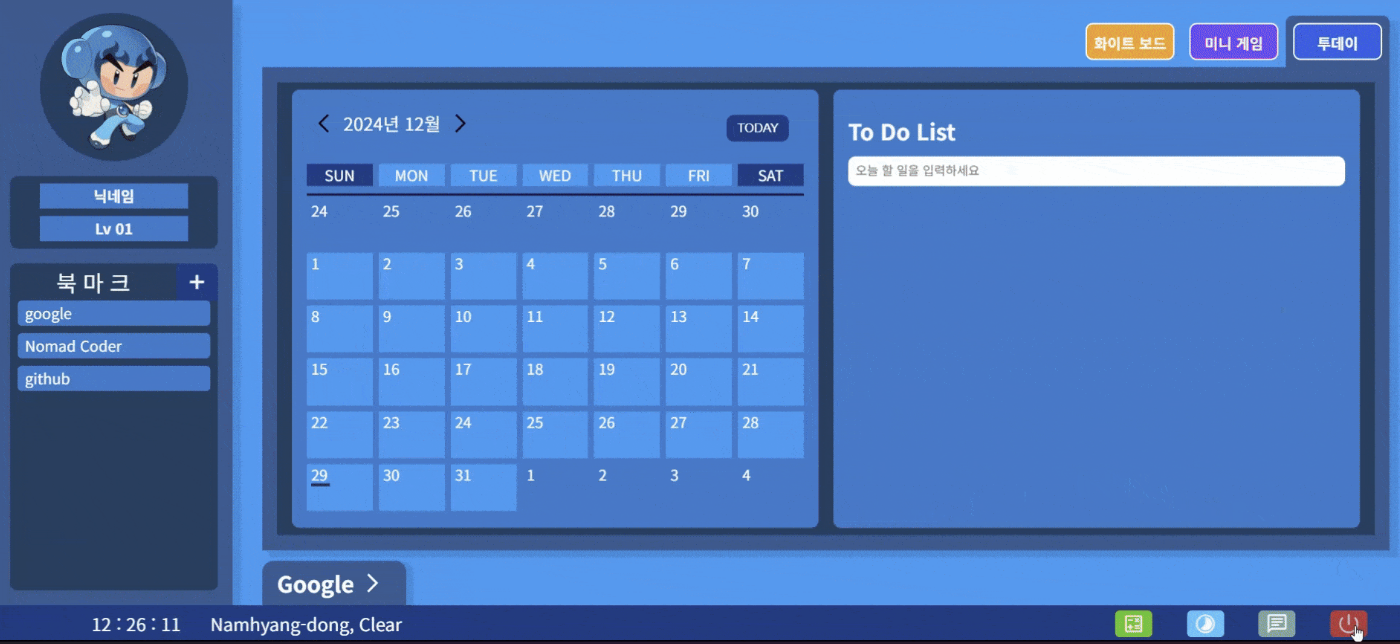 화이트 보드 미니 게임 투데이
닉네임
Lv 01
북 마 크 +
google
Nomad Coder
github
2024년 12월
TODAY
SUN MON TUE WED THU FRI SAT
24 25 26 27 28 29 30
1 2 3 4 5 6 7
8 9 10 11 12 13 14
15 16 17 18 19 20 21
22 23 24 25 26 27 28
29 30 31 1 2 3 4
To Do List
오늘 할 일을 입력하세요
Google
12 : 26 : 11 Namhyang-dong, Clear